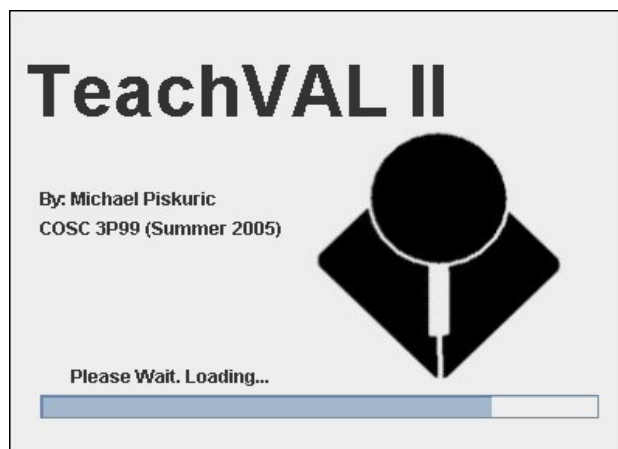 TeachVAL II
By: Michael Piskuric
COSC 3P99 (Summer 2005)
Please Wait. Loading...